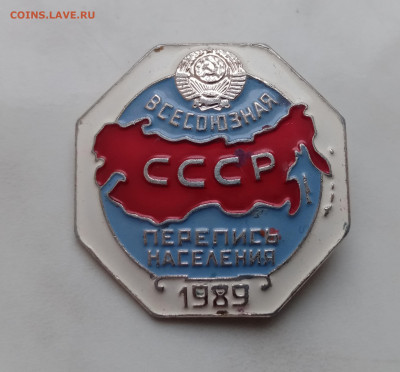 COINS.LAVE.RU
ВСЕСОЮЗНАЯ
СССР
ПЕРЕПИСЬ
НАСЕЛЕНИЯ
1989